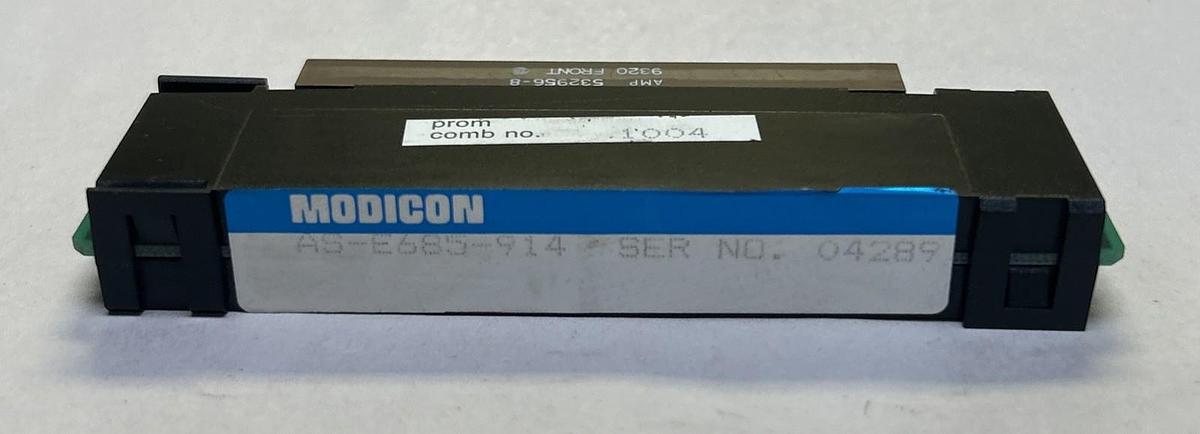 AMP 532956-8
9320 FRONT
prom
comb no. .1004
MODICON
AS-E685-914 SER NO. 04289